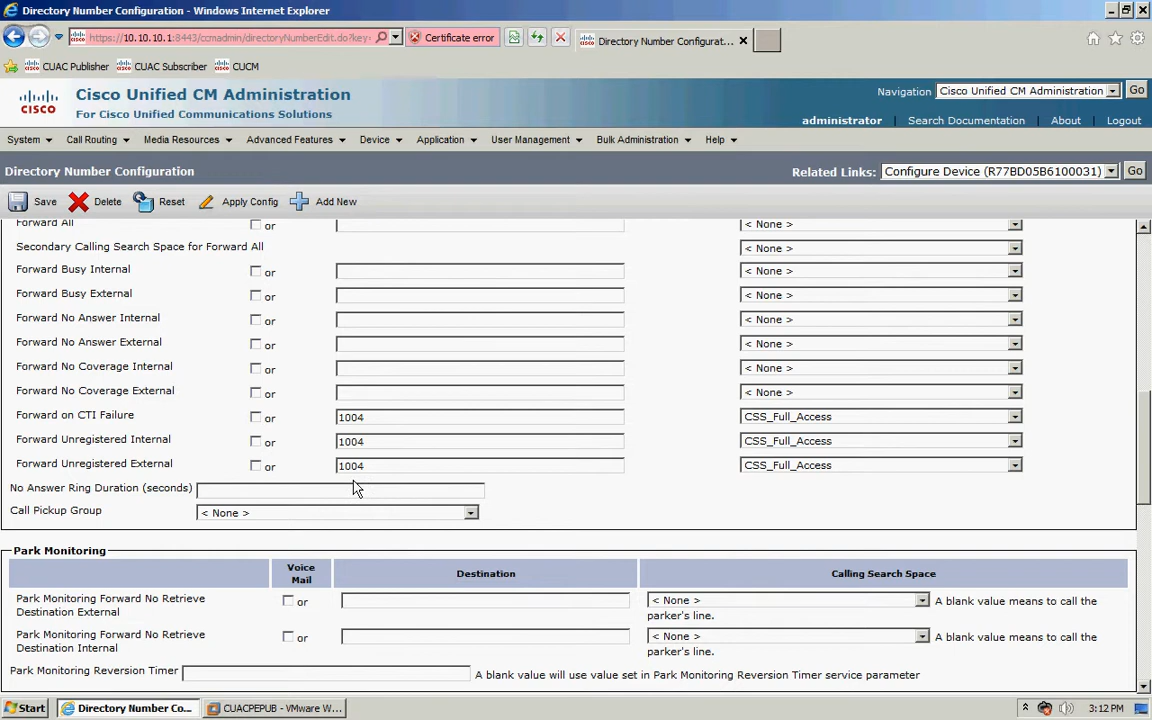 Directory Number Configuration - Windows Internet Explorer
https://10.10.10.1:8443/ccmadmin/directoryNumberEdit.do?key=
Certificate error
Directory Number Configurat...
CUAC Publisher
CUAC Subscriber
CUCM
Cisco Unified CM Administration
For Cisco Unified Communications Solutions
CISCO
Navigation
Cisco Unified CM Administration
Go
administrator
Search Documentation
About
Logout
System
Call Routing
Media Resources
Advanced Features
Device
Application
User Management
Bulk Administration
Help
Directory Number Configuration
Related Links:
Configure Device (R77BD05B6100031)
Go
Save
Delete
Reset
Apply Config
Add New
Forward All or < None >
Secondary Calling Search Space for Forward All < None >
Forward Busy Internal or < None >
Forward Busy External or < None >
Forward No Answer Internal or < None >
Forward No Answer External or < None >
Forward No Coverage Internal or < None >
Forward No Coverage External or < None >
Forward on CTI Failure or 1004 CSS_Full_Access
Forward Unregistered Internal or 1004 CSS_Full_Access
Forward Unregistered External or 1004 CSS_Full_Access
No Answer Ring Duration (seconds)
Call Pickup Group < None >
Park Monitoring
Voice
Mail
Destination
Calling Search Space
Park Monitoring Forward No Retrieve
Destination External
or
< None > A blank value means to call the
parker's line.
Park Monitoring Forward No Retrieve
Destination Internal
or
< None > A blank value means to call the
parker's line.
Park Monitoring Reversion Timer
A blank value will use value set in Park Monitoring Reversion Timer service parameter
Start
Directory Number Co...
CUACPEPUB - VMware W...
3:12 PM